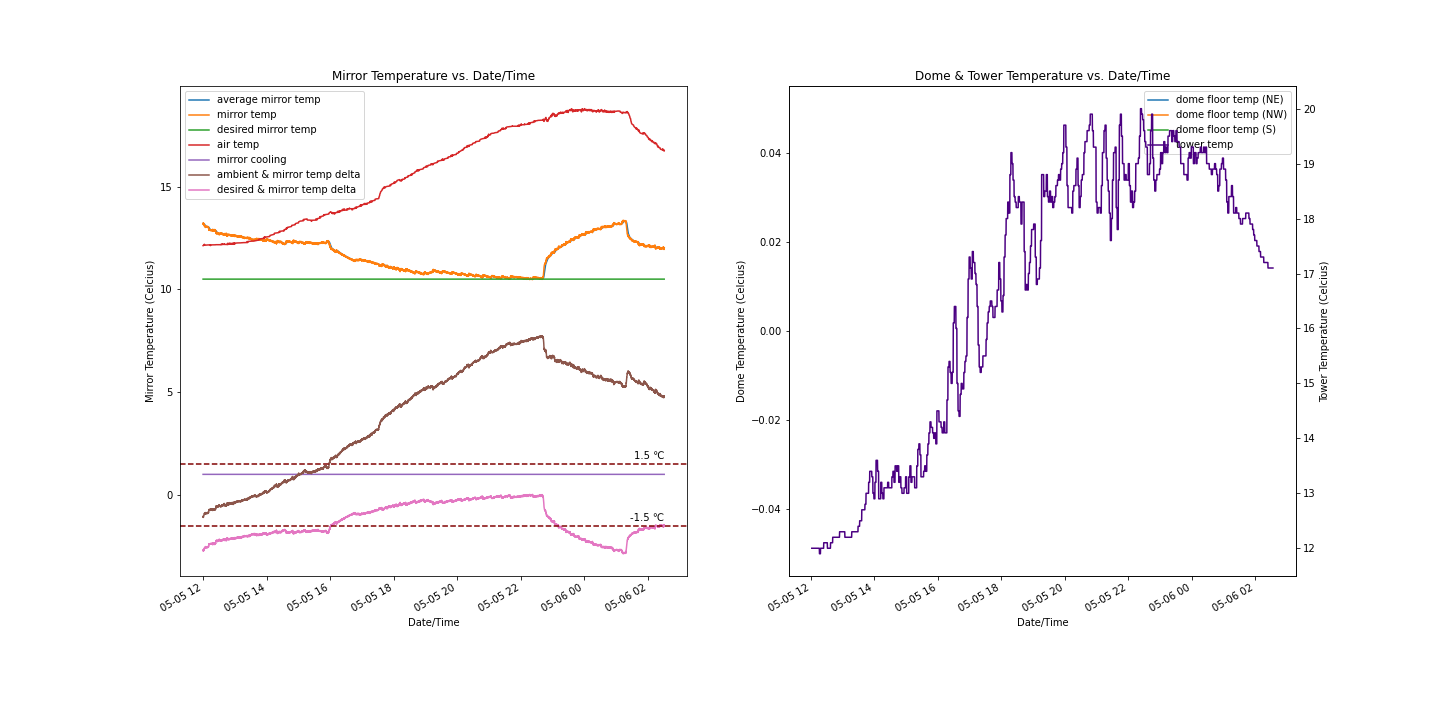 Mirror Temperature vs. Date/Time
average mirror temp
mirror temp
desired mirror temp
air temp
mirror cooling
ambient & mirror temp delta
desired & mirror temp delta
15
10
5
0
Mirror Temperature (Celcius)
1.5 °C
-1.5 °C
05-05 12
05-05 14
05-05 16
05-05 18
05-05 20
05-05 22
05-06 00
05-06 02
Date/Time
Dome & Tower Temperature vs. Date/Time
dome floor temp (NE)
dome floor temp (NW)
dome floor temp (S)
tower temp
0.04
0.02
0.00
−0.02
−0.04
Dome Temperature (Celcius)
20
19
18
17
16
15
14
13
12
Tower Temperature (Celcius)
05-05 12
05-05 14
05-05 16
05-05 18
05-05 20
05-05 22
05-06 00
05-06 02
Date/Time